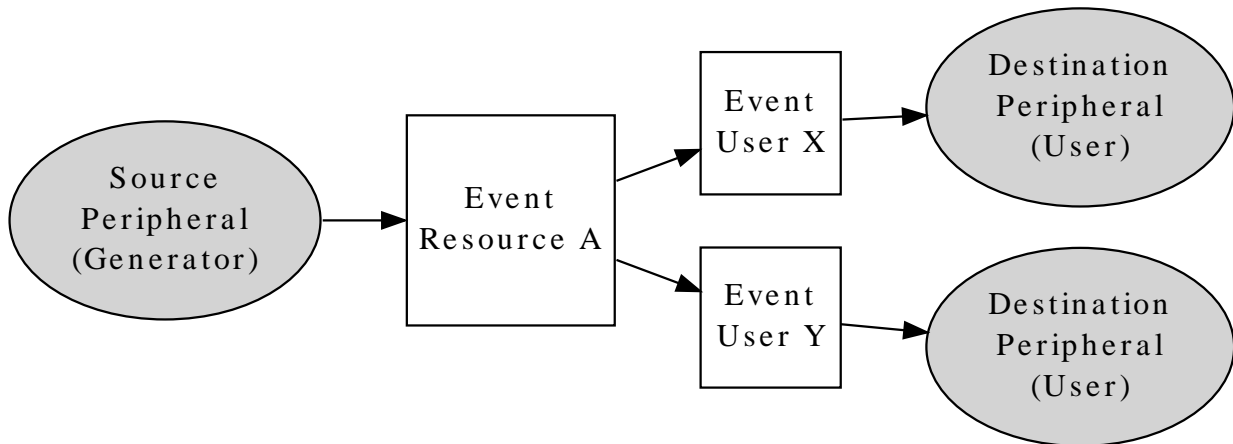 Source
Peripheral
(Generator)
Event
Resource A
Event
User X
Destination
Peripheral
(User)
Event
User Y
Destination
Peripheral
(User)